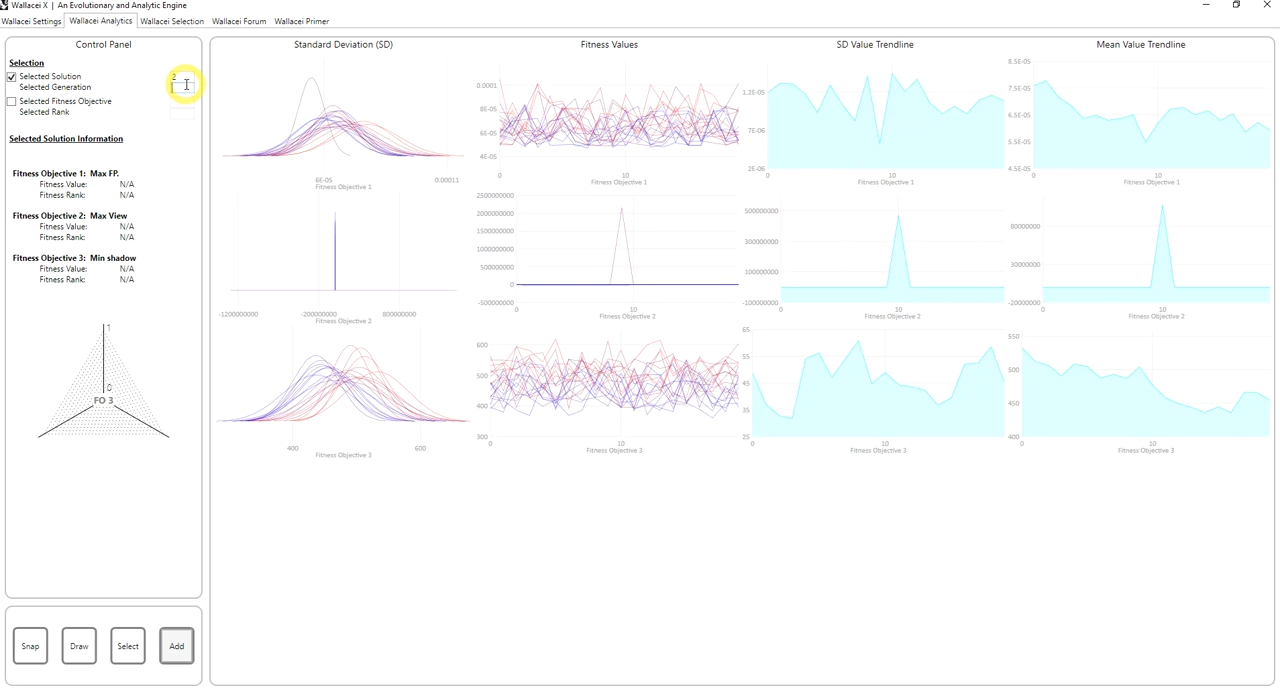 Wallacei X | An Evolutionary and Analytic Engine
Wallacei Settings Wallacei Analytics Wallacei Selection Wallacei Forum Wallacei Primer
Control Panel
Selection
Selected Solution 2
Selected Generation
Selected Fitness Objective
Selected Rank
Selected Solution Information
Fitness Objective 1: Max FP.
Fitness Value: N/A
Fitness Rank: N/A
Fitness Objective 2: Max View
Fitness Value: N/A
Fitness Rank: N/A
Fitness Objective 3: Min shadow
Fitness Value: N/A
Fitness Rank: N/A
1
0
FO 3
Snap Draw Select Add
Standard Deviation (SD) Fitness Values SD Value Trendline Mean Value Trendline
6E-05 0.00011
Fitness Objective 1
0.0001
8E-05
6E-05
4E-05
0 10
Fitness Objective 1
1.2E-05
7E-06
2E-06
0 10
Fitness Objective 1
8.5E-05
7.5E-05
6.5E-05
5.5E-05
4.5E-05
0 10
Fitness Objective 1
-1200000000 -200000000 800000000
Fitness Objective 2
2500000000
2000000000
1500000000
1000000000
500000000
0
-500000000
0 10
Fitness Objective 2
500000000
300000000
100000000
-100000000
0 10
Fitness Objective 2
80000000
30000000
-20000000
0 10
Fitness Objective 2
400 600
Fitness Objective 3
600
500
400
300
0 10
Fitness Objective 3
65
55
45
35
25
0 10
Fitness Objective 3
550
500
450
400
0 10
Fitness Objective 3